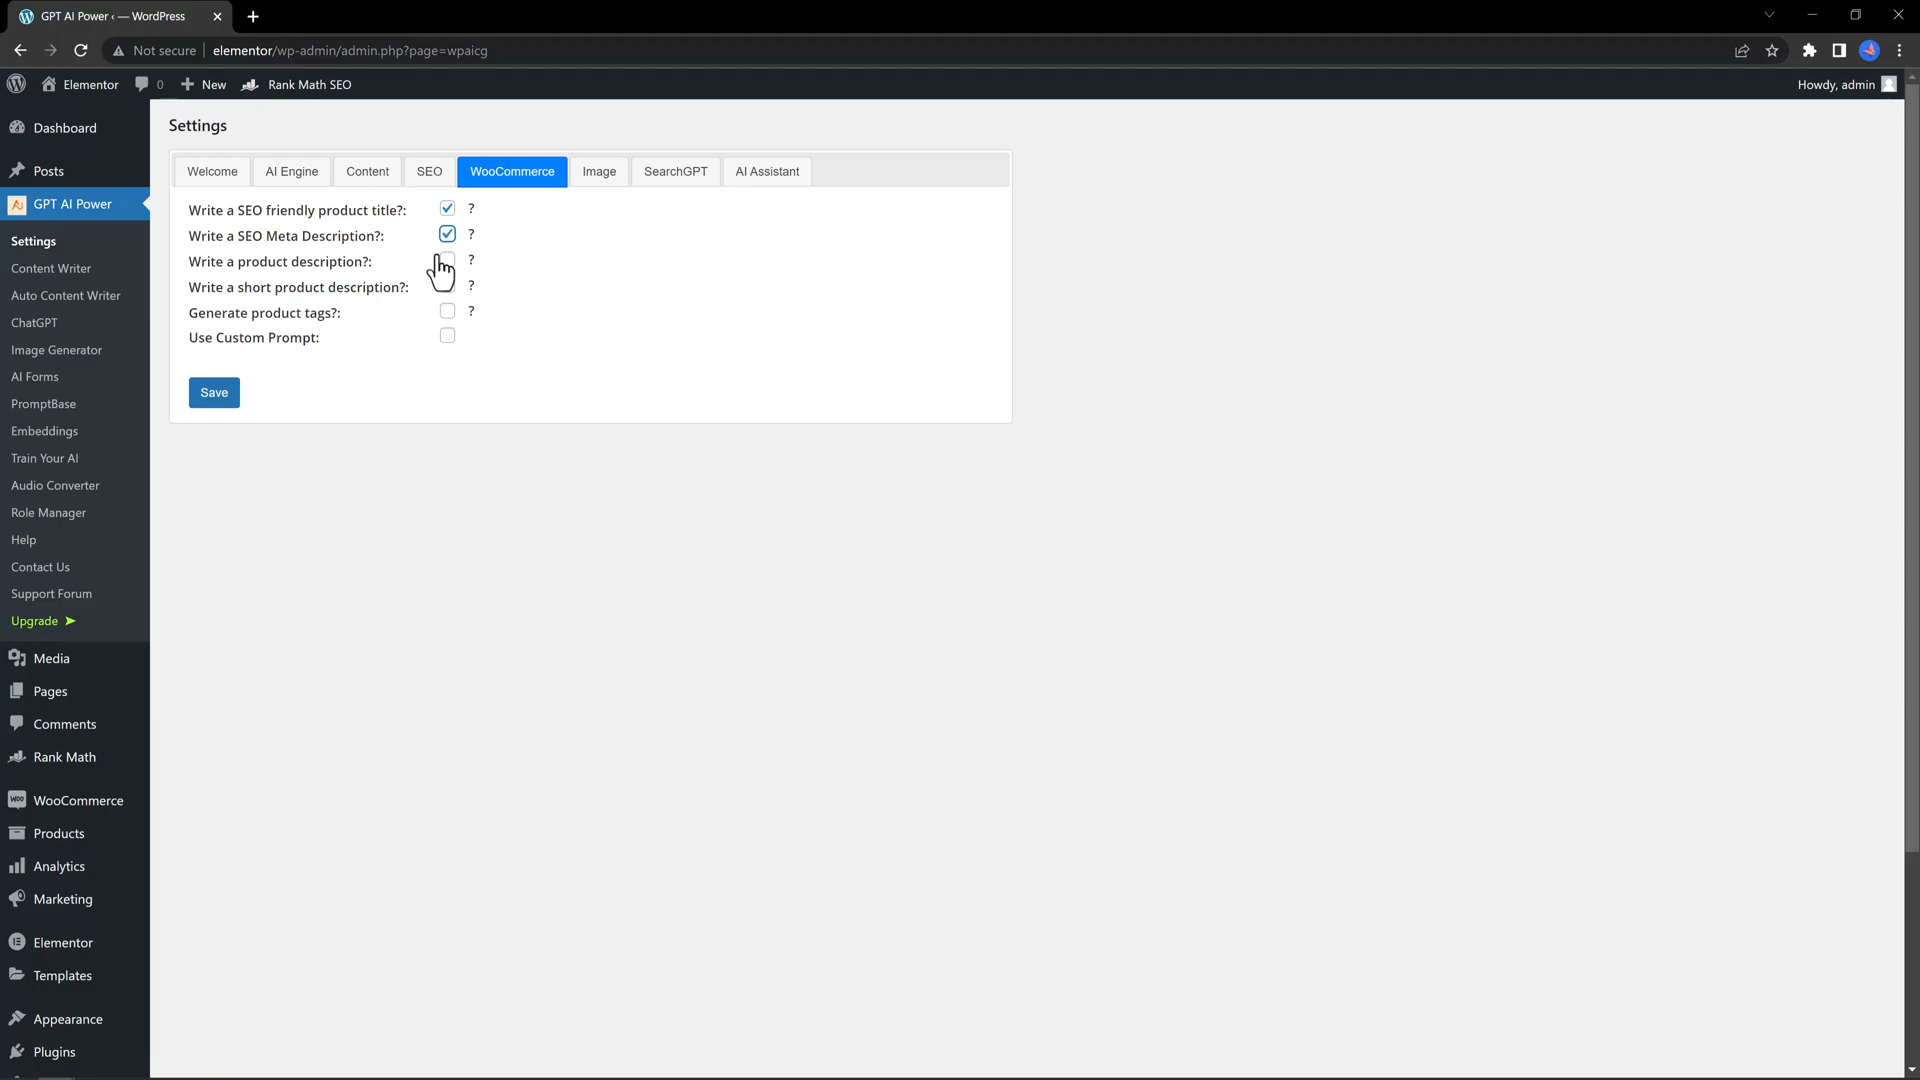 GPT AI Power ‹ — WordPress
Not secure
elementor/wp-admin/admin.php?page=wpaicg
Elementor
0
New
Rank Math SEO
Howdy, admin
Dashboard
Posts
GPT AI Power
Settings
Content Writer
Auto Content Writer
ChatGPT
Image Generator
AI Forms
PromptBase
Embeddings
Train Your AI
Audio Converter
Role Manager
Help
Contact Us
Support Forum
Upgrade ➤
Media
Pages
Comments
Rank Math
WooCommerce
Products
Analytics
Marketing
Elementor
Templates
Appearance
Plugins
Settings
Welcome
AI Engine
Content
SEO
WooCommerce
Image
SearchGPT
AI Assistant
Write a SEO friendly product title?: ?
Write a SEO Meta Description?: ?
Write a product description?: ?
Write a short product description?: ?
Generate product tags?: ?
Use Custom Prompt:
Save